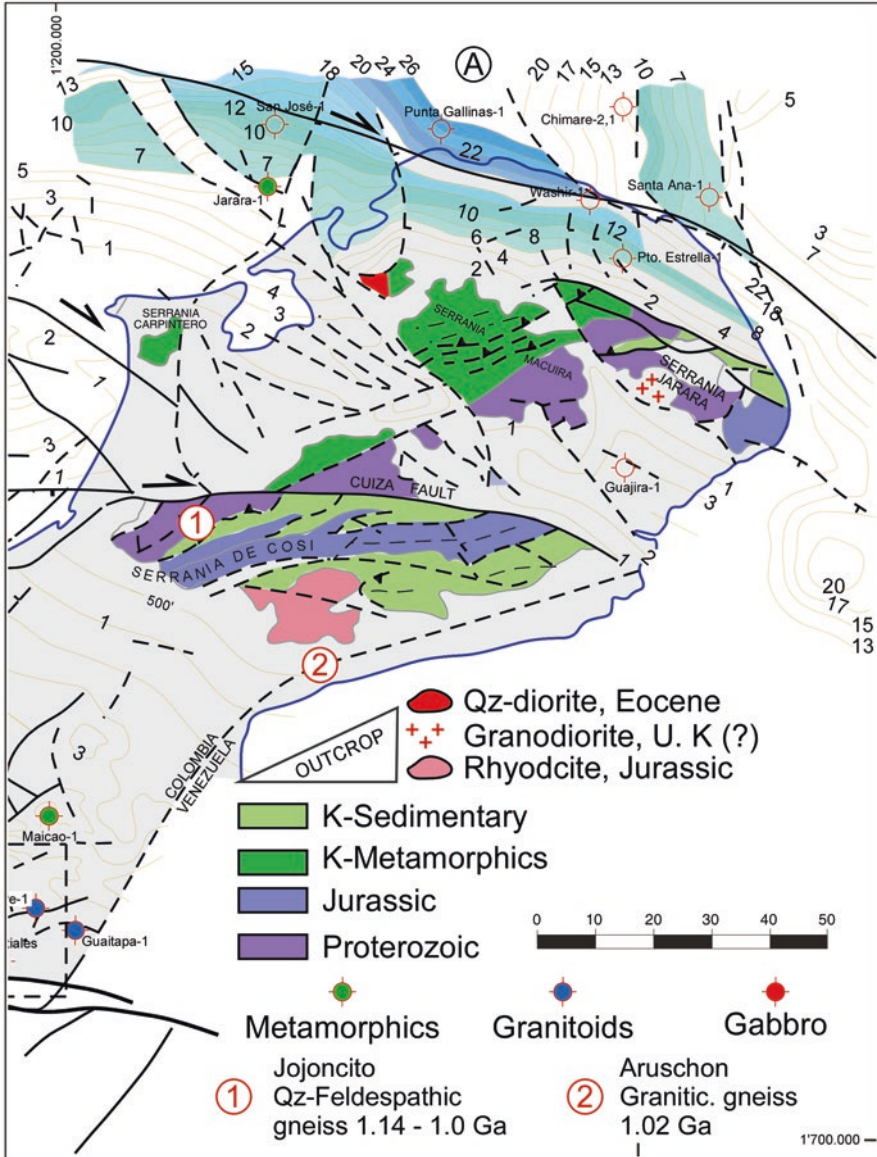 1'200.000
A
13
10
7
15
12
10
7
18
20
24
26
22
20
17
15
13
10
7
5
San José-1
Punta Gallinas-1
Chimare-2,1
Jarara-1
Washir-1
Santa Ana-1
Pto. Estrella-1
5
3
1
10
6
8
4
2
12
2
3
7
22
18
10
8
4
SERRANIA
CARPINTERO
4
3
2
2
1
SERRANIA
MACUIRA
SERRANIA
JARARA
3
1
1
Guajira-1
1
3
CUIZA FAULT
1
SERRANIA DE COSI
500'
1
2
20
17
15
13
1
2
3
COLOMBIA
VENEZUELA
Maicao-1
re-1
Guaitapa-1
tiales
OUTCROP
Qz-diorite, Eocene
Granodiorite, U. K (?)
Rhyodcite, Jurassic
K-Sedimentary
K-Metamorphics
Jurassic
Proterozoic
0 10 20 30 40 50
Metamorphics
Granitoids
Gabbro
1
Jojoncito
Qz-Feldespathic
gneiss 1.14 - 1.0 Ga
2
Aruschon
Granitic. gneiss
1.02 Ga
1'700.000